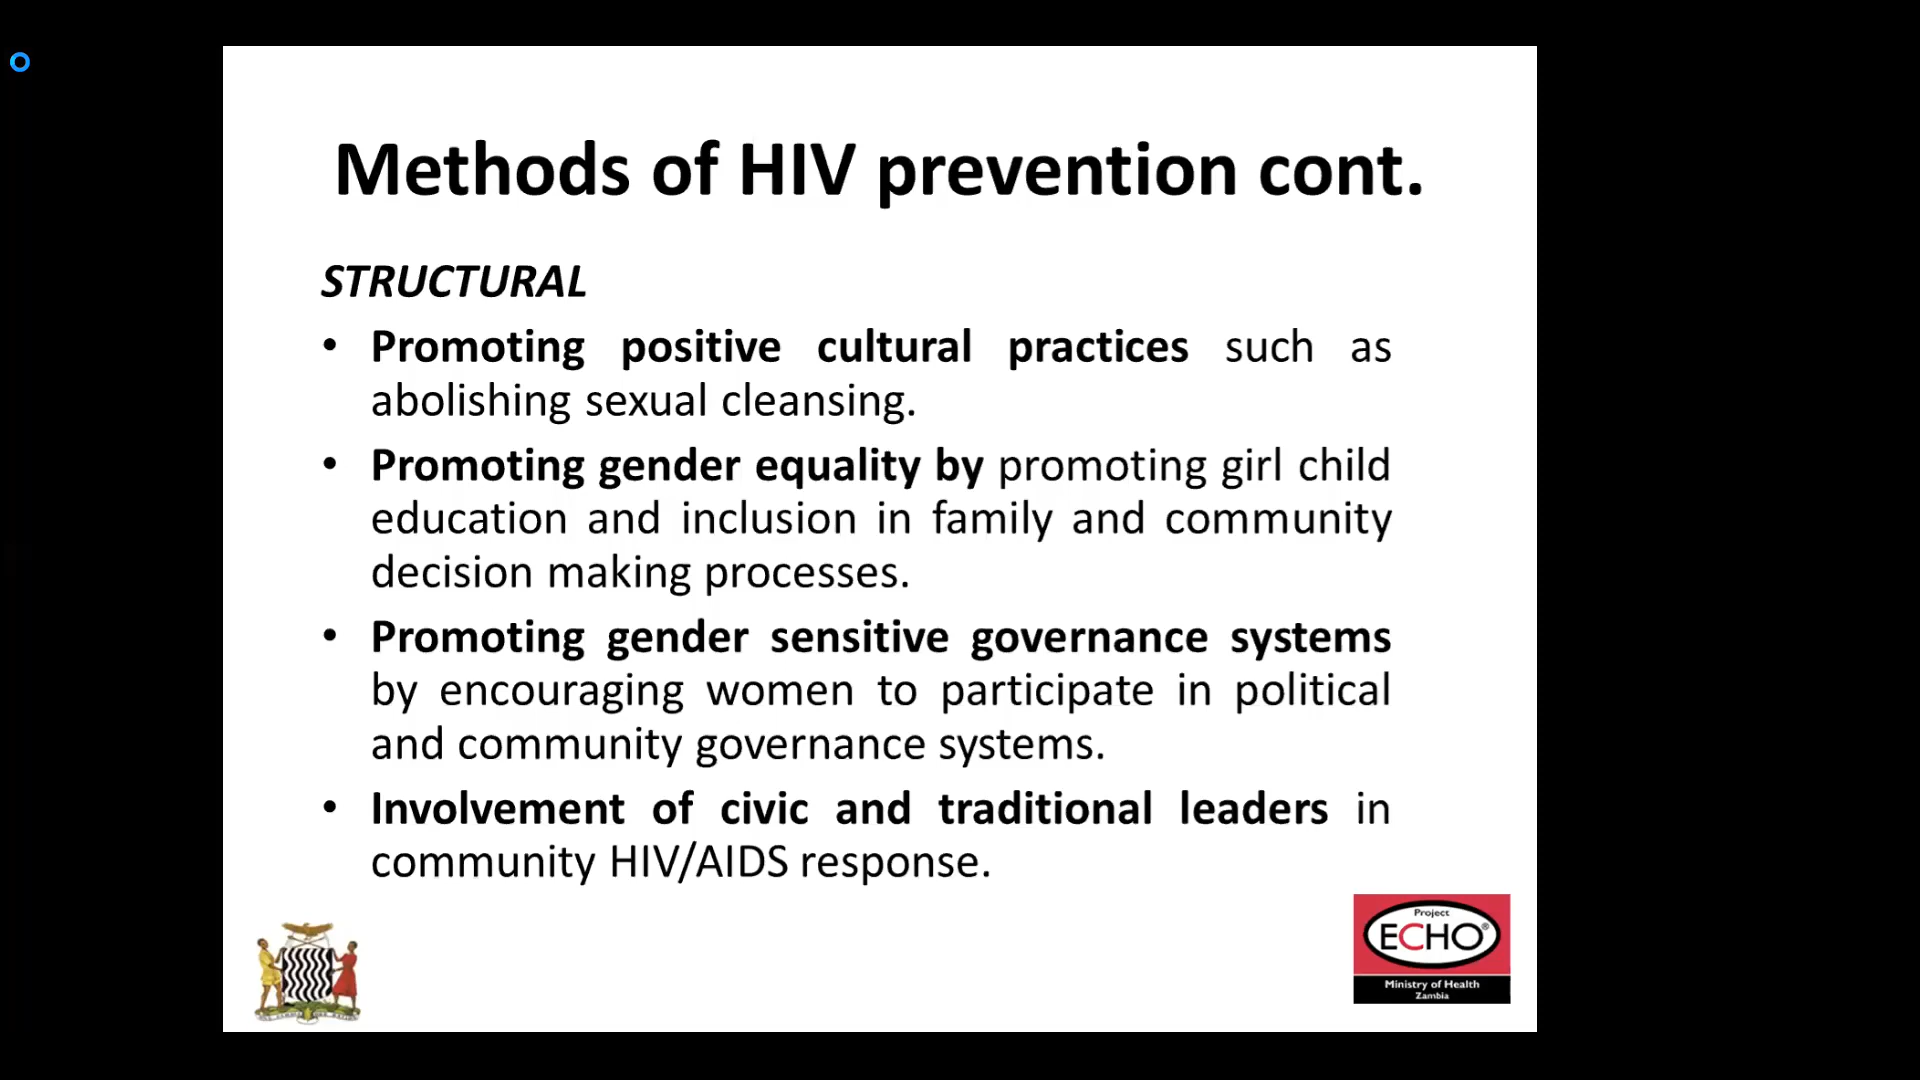 Methods of HIV prevention cont.
STRUCTURAL
• Promoting positive cultural practices such as
abolishing sexual cleansing.
• Promoting gender equality by promoting girl child
education and inclusion in family and community
decision making processes.
• Promoting gender sensitive governance systems
by encouraging women to participate in political
and community governance systems.
• Involvement of civic and traditional leaders in
community HIV/AIDS response.
Project
ECHO®
Ministry of Health
Zambia